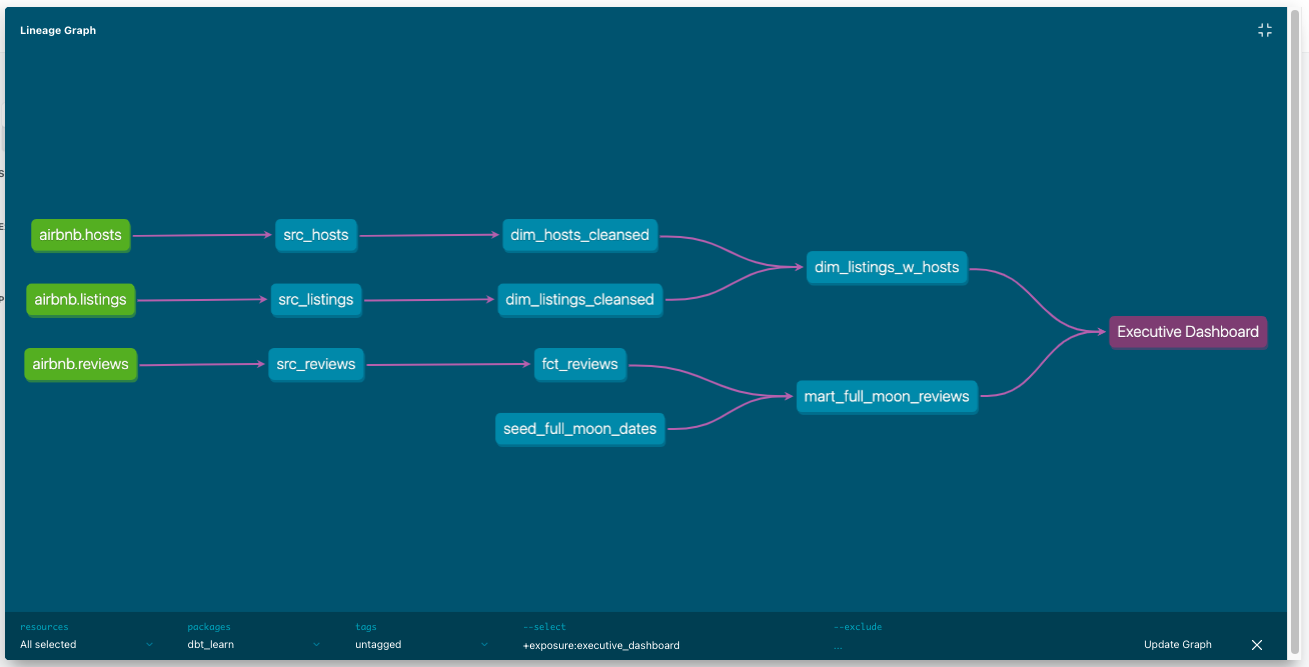 Lineage Graph
airbnb.hosts
src_hosts
dim_hosts_cleansed
dim_listings_w_hosts
airbnb.listings
src_listings
dim_listings_cleansed
Executive Dashboard
airbnb.reviews
src_reviews
fct_reviews
mart_full_moon_reviews
seed_full_moon_dates
resources
All selected
packages
dbt_learn
tags
untagged
--select
+exposure:executive_dashboard
--exclude
...
Update Graph
S
E
P